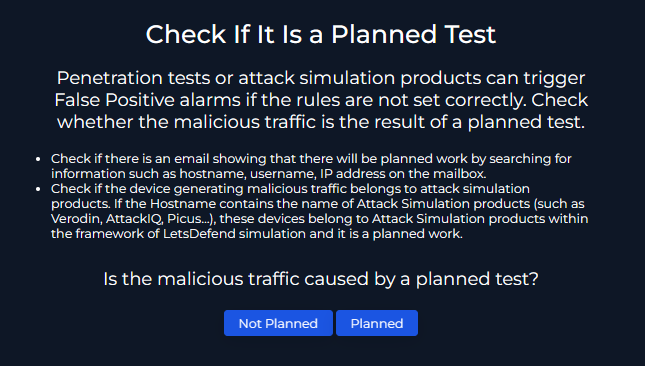 Check If It Is a Planned Test
Penetration tests or attack simulation products can trigger
False Positive alarms if the rules are not set correctly. Check
whether the malicious traffic is the result of a planned test.
• Check if there is an email showing that there will be planned work by searching for
information such as hostname, username, IP address on the mailbox.
• Check if the device generating malicious traffic belongs to attack simulation
products. If the Hostname contains the name of Attack Simulation products (such as
Verodin, AttackIQ, Picus...), these devices belong to Attack Simulation products within
the framework of LetsDefend simulation and it is a planned work.
Is the malicious traffic caused by a planned test?
Not Planned Planned